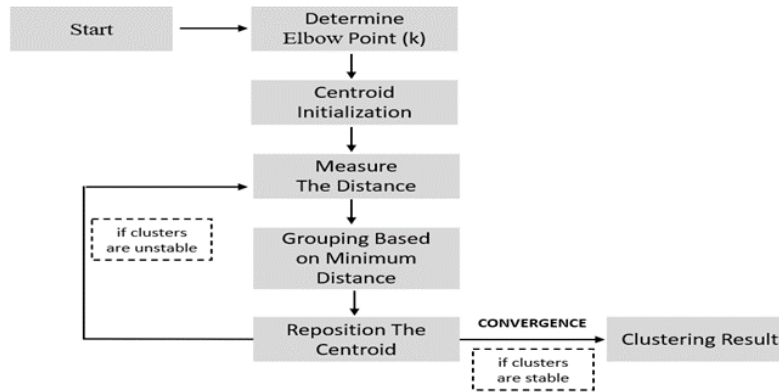 Start
Determine
Elbow Point (k)
Centroid
Initialization
Measure
The Distance
if clusters
are unstable
Grouping Based
on Minimum
Distance
Reposition The
Centroid
CONVERGENCE
if clusters
are stable
Clustering Result